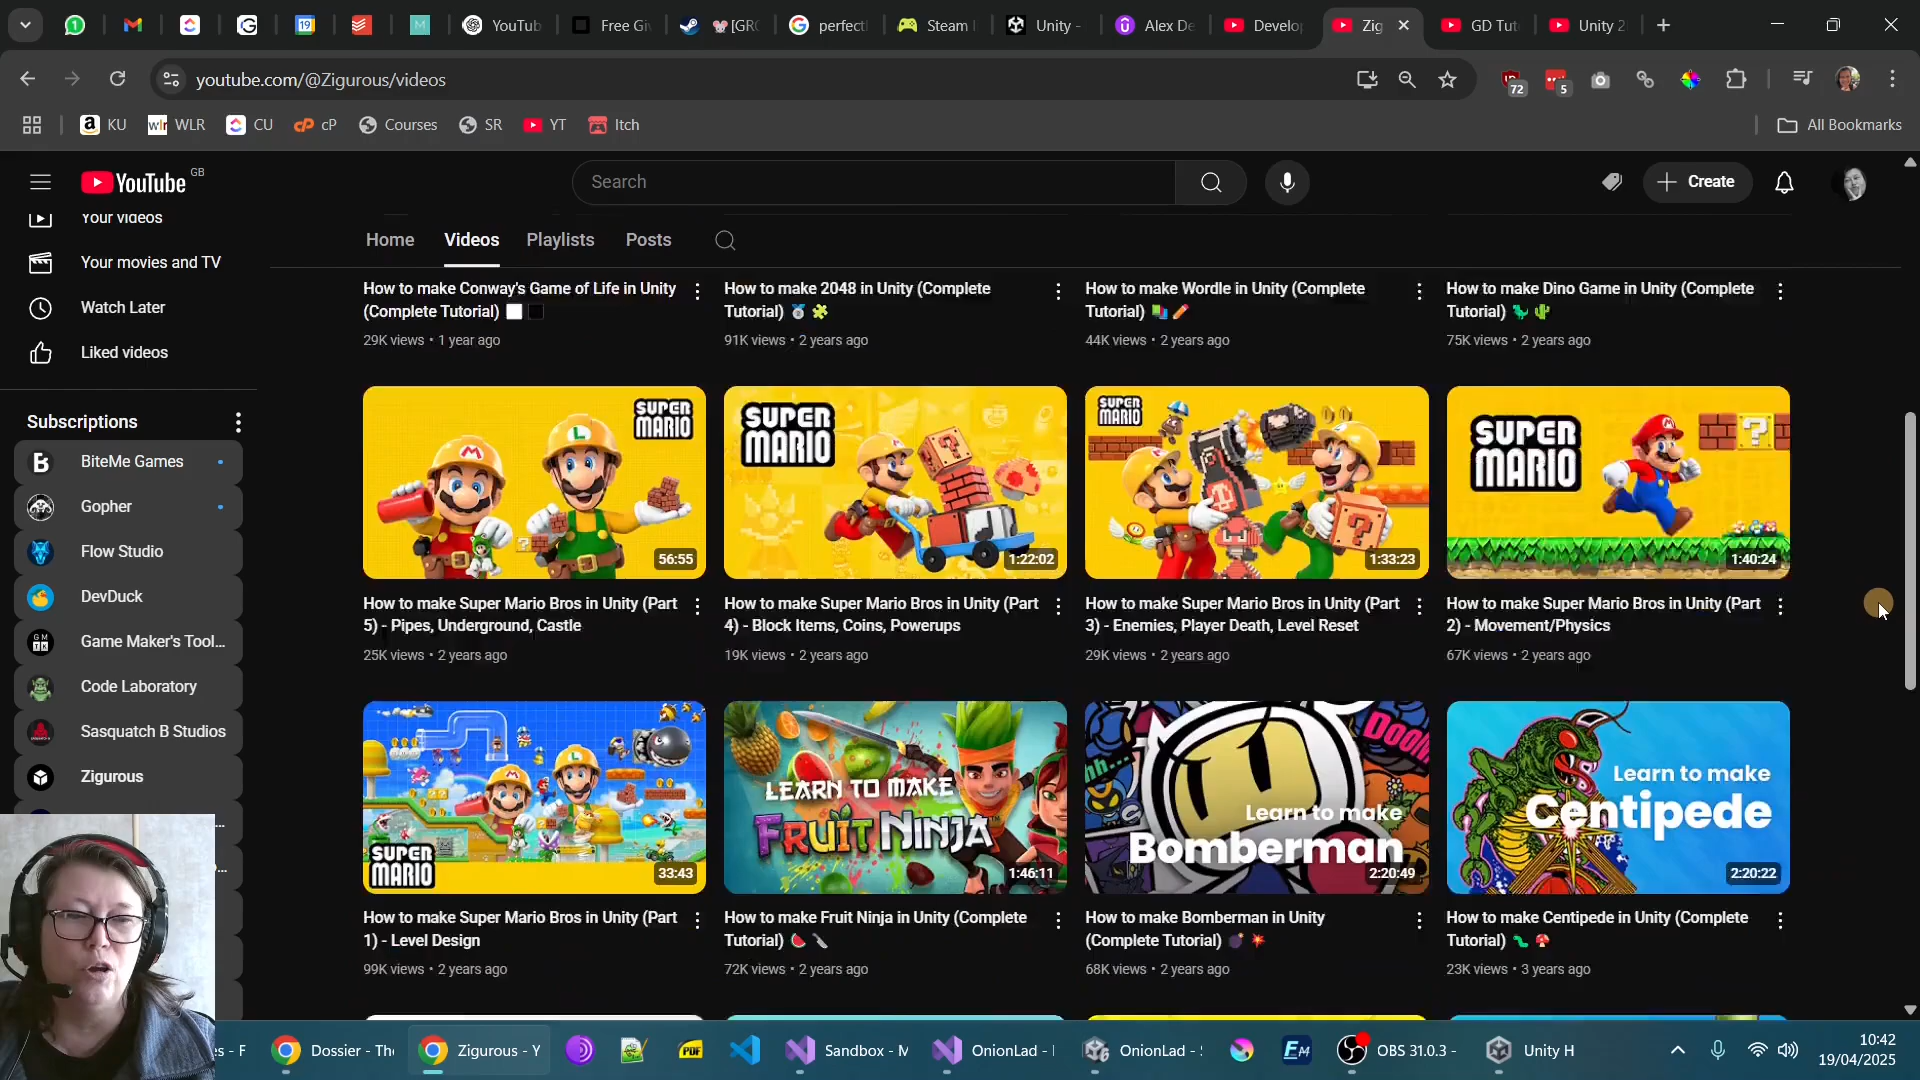 YouTub
Free Gi
[GRC
perfect
Steam
Unity -
Alex De
Develo
Zig
GD Tut
Unity 2
youtube.com/@Zigurous/videos
72
5
KU
WLR
CU
cP
Courses
SR
YT
Itch
All Bookmarks
YouTube GB
Search
Create
Your videos
Your movies and TV
Watch Later
Liked videos
Subscriptions
BiteMe Games
Gopher
Flow Studio
DevDuck
Game Maker's Tool...
Code Laboratory
Sasquatch B Studios
Zigurous
Home
Videos
Playlists
Posts
How to make Conway's Game of Life in Unity
(Complete Tutorial)
29K views • 1 year ago
How to make 2048 in Unity (Complete
Tutorial)
91K views • 2 years ago
How to make Wordle in Unity (Complete
Tutorial)
44K views • 2 years ago
How to make Dino Game in Unity (Complete
Tutorial)
75K views • 2 years ago
SUPER
MARIO
56:55
SUPER
MARIO
1:22:02
SUPER
MARIO
1:33:23
SUPER
MARIO
1:40:24
How to make Super Mario Bros in Unity (Part
5) - Pipes, Underground, Castle
25K views • 2 years ago
How to make Super Mario Bros in Unity (Part
4) - Block Items, Coins, Powerups
19K views • 2 years ago
How to make Super Mario Bros in Unity (Part
3) - Enemies, Player Death, Level Reset
29K views • 2 years ago
How to make Super Mario Bros in Unity (Part
2) - Movement/Physics
67K views • 2 years ago
SUPER
MARIO
33:43
LEARN TO MAKE
FRUIT NINJA
1:46:11
Learn to make
Bomberman
2:20:49
Learn to make
Centipede
2:20:22
How to make Super Mario Bros in Unity (Part
1) - Level Design
99K views • 2 years ago
How to make Fruit Ninja in Unity (Complete
Tutorial)
72K views • 2 years ago
How to make Bomberman in Unity
(Complete Tutorial)
68K views • 2 years ago
How to make Centipede in Unity (Complete
Tutorial)
23K views • 3 years ago
es - F
Dossier - The
Zigurous - Y
Sandbox - M
OnionLad -
OnionLad -
OBS 31.0.3 -
Unity H
10:42
19/04/2025